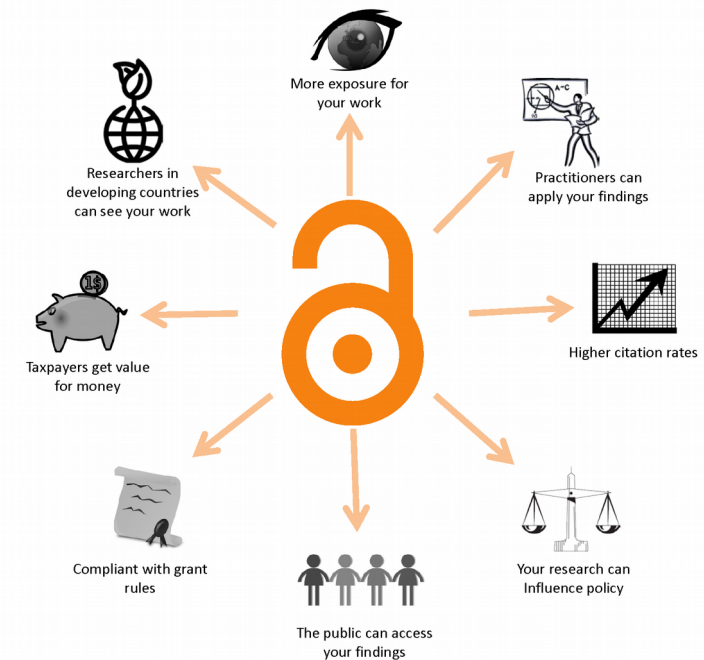 More exposure for
your work
Practitioners can
apply your findings
A-C
Higher citation rates
Your research can
Influence policy
The public can access
your findings
Compliant with grant
rules
1$
Taxpayers get value
for money
Researchers in
developing countries
can see your work